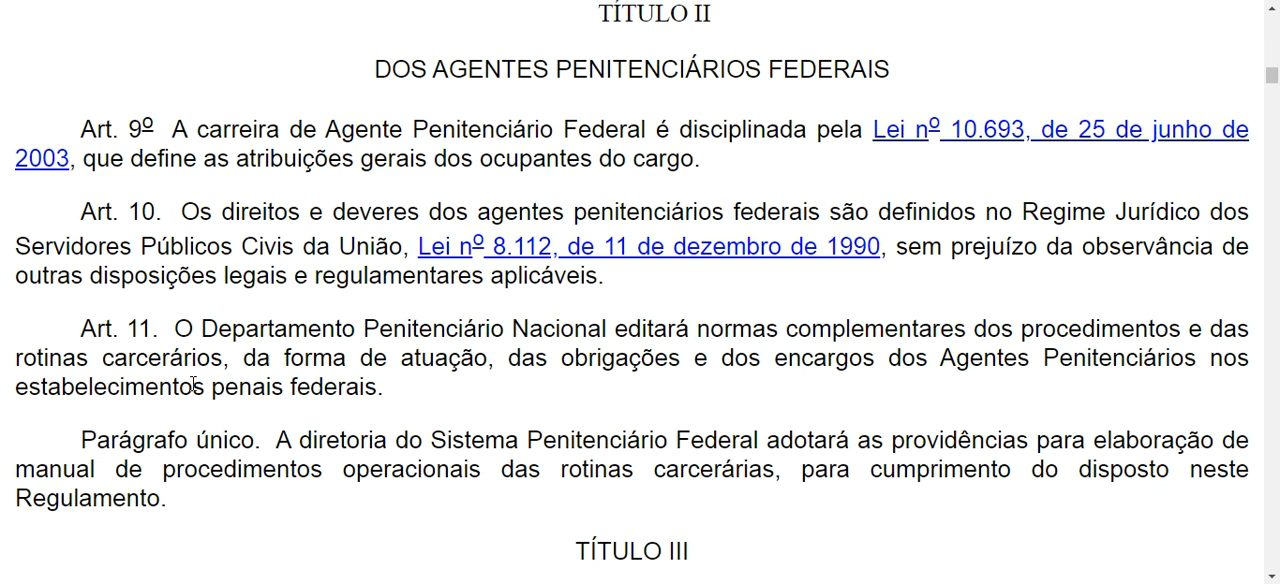 TÍTULO II
DOS AGENTES PENITENCIÁRIOS FEDERAIS
Art. 9º A carreira de Agente Penitenciário Federal é disciplinada pela Lei nº 10.693, de 25 de junho de
2003, que define as atribuições gerais dos ocupantes do cargo.
Art. 10. Os direitos e deveres dos agentes penitenciários federais são definidos no Regime Jurídico dos
Servidores Públicos Civis da União, Lei nº 8.112, de 11 de dezembro de 1990, sem prejuízo da observância de
outras disposições legais e regulamentares aplicáveis.
Art. 11. O Departamento Penitenciário Nacional editará normas complementares dos procedimentos e das
rotinas carcerários, da forma de atuação, das obrigações e dos encargos dos Agentes Penitenciários nos
estabelecimentos penais federais.
Parágrafo único. A diretoria do Sistema Penitenciário Federal adotará as providências para elaboração de
manual de procedimentos operacionais das rotinas carcerárias, para cumprimento do disposto neste
Regulamento.
TÍTULO III